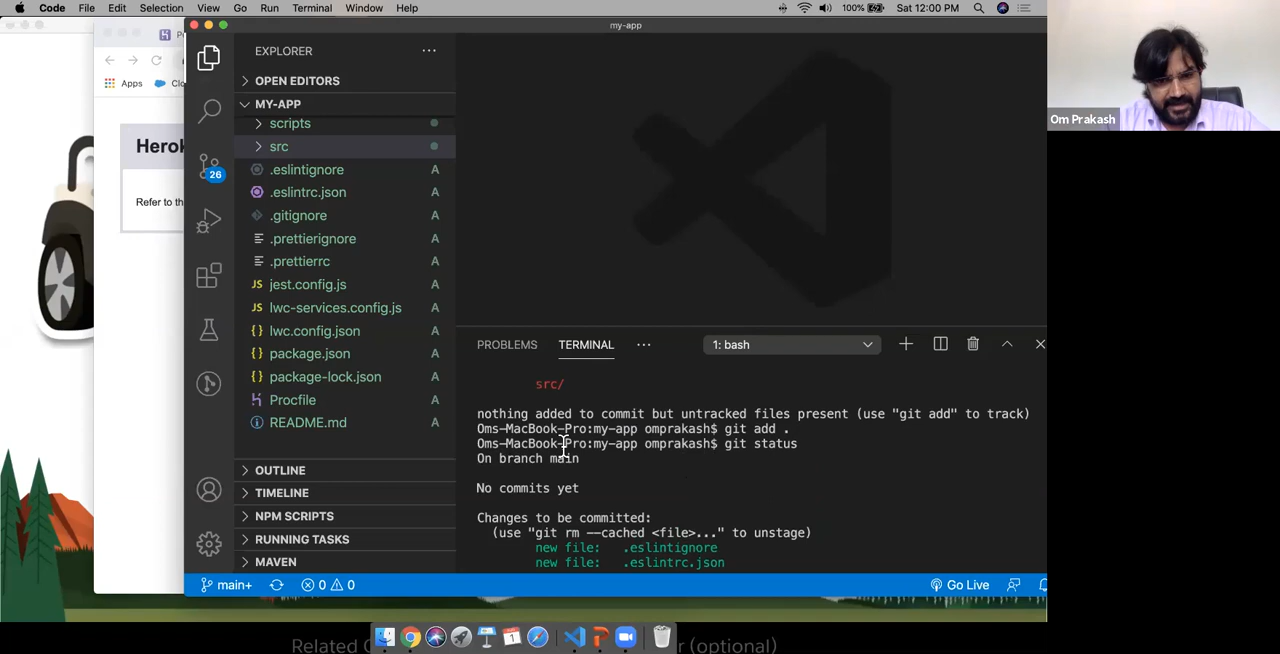 Code File Edit Selection View Go Run Terminal Window Help 100% Sat 12:00 PM
my-app
Apps
Herok
Refer to th
EXPLORER
OPEN EDITORS
MY-APP
scripts
src
.eslintignore A
.eslintrc.json A
.gitignore A
.prettierignore A
.prettierrc A
JS jest.config.js A
JS lwc-services.config.js A
{} lwc.config.json A
{} package.json A
{} package-lock.json A
Procfile A
README.md A
OUTLINE
TIMELINE
NPM SCRIPTS
RUNNING TASKS
MAVEN
26
PROBLEMS TERMINAL ... 1: bash
src/
nothing added to commit but untracked files present (use "git add" to track)
Oms-MacBook-Pro:my-app omprakash$ git add .
Oms-MacBook-Pro:my-app omprakash$ git status
On branch main
No commits yet
Changes to be committed:
(use "git rm --cached <file>..." to unstage)
new file: .eslintignore
new file: .eslintrc.json
main+ 0 0 Go Live
Om Prakash
(optional)